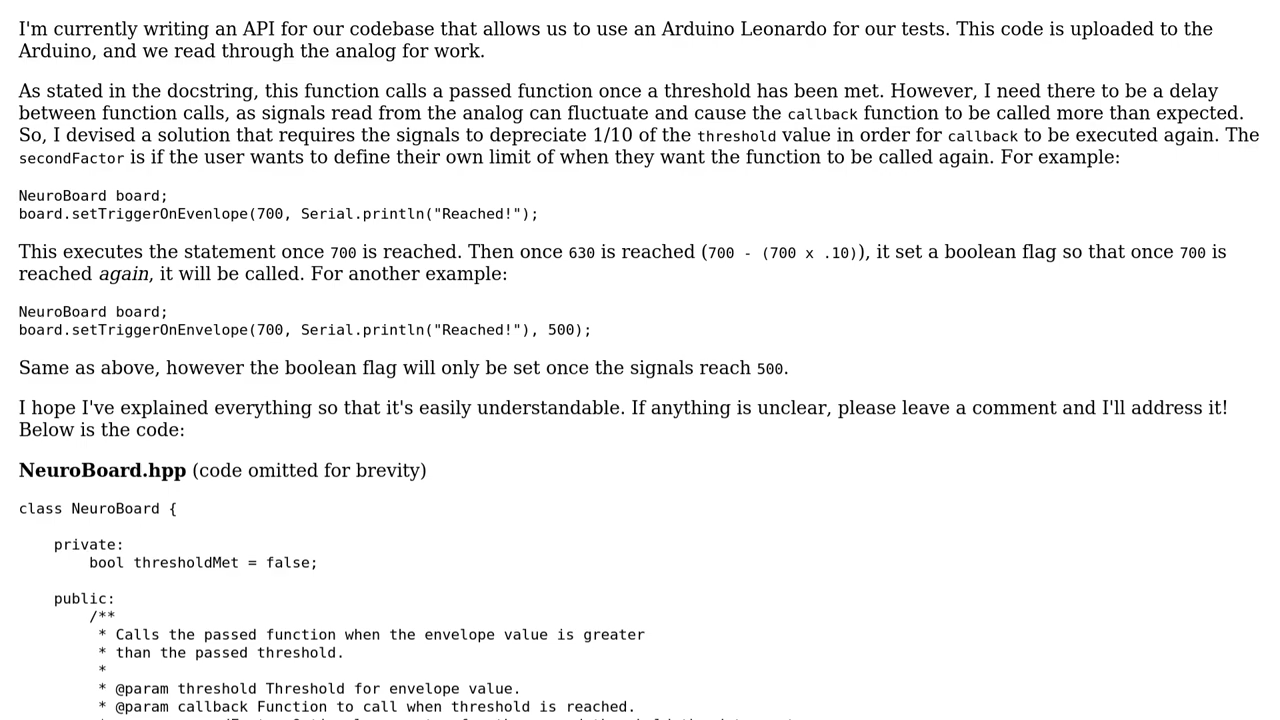 I'm currently writing an API for our codebase that allows us to use an Arduino Leonardo for our tests. This code is uploaded to the
Arduino, and we read through the analog for work.
As stated in the docstring, this function calls a passed function once a threshold has been met. However, I need there to be a delay
between function calls, as signals read from the analog can fluctuate and cause the callback function to be called more than expected.
So, I devised a solution that requires the signals to depreciate 1/10 of the threshold value in order for callback to be executed again. The
secondFactor is if the user wants to define their own limit of when they want the function to be called again. For example:
NeuroBoard board;
board.setTriggerOnEvenlope(700, Serial.println("Reached!");
This executes the statement once 700 is reached. Then once 630 is reached (700 - (700 x .10)), it set a boolean flag so that once 700 is
reached again, it will be called. For another example:
NeuroBoard board;
board.setTriggerOnEnvelope(700, Serial.println("Reached!"), 500);
Same as above, however the boolean flag will only be set once the signals reach 500.
I hope I've explained everything so that it's easily understandable. If anything is unclear, please leave a comment and I'll address it!
Below is the code:
NeuroBoard.hpp (code omitted for brevity)
class NeuroBoard {
    private:
        bool thresholdMet = false;
    public:
        /**
         * Calls the passed function when the envelope value is greater
         * than the passed threshold.
         *
         * @param threshold Threshold for envelope value.
         * @param callback Function to call when threshold is reached.